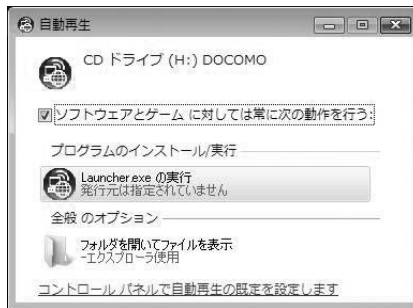 自動再生
CD ドライブ (H:) DOCOMO
ソフトウェアとゲーム に対しては常に次の動作を行う:
プログラムのインストール/実行
Launcher.exe の実行
発行元は指定されていません
全般 のオプション
フォルダを開いてファイルを表示
-エクスプローラ使用
コントロール パネルで自動再生の既定を設定します